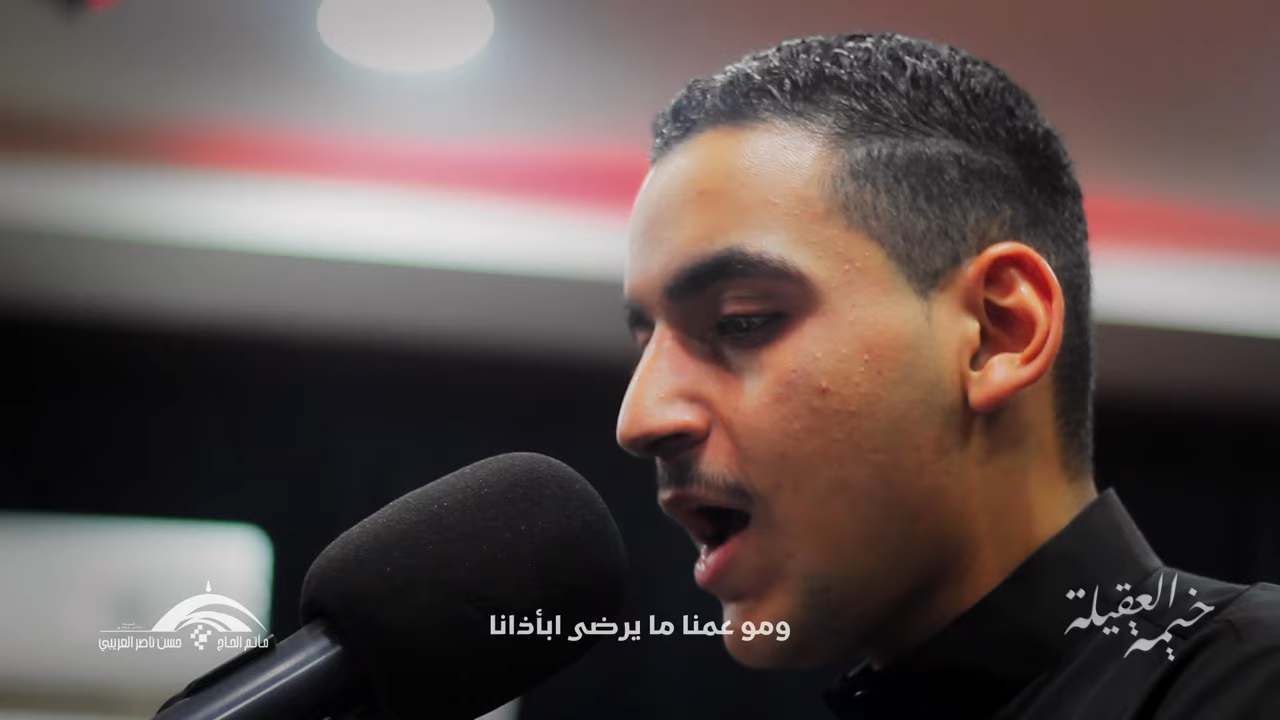 ومو عمنا ما يرضى ابأذانا
خيمة العقيلة
مأتم الحاج حسن ناصر العريبي